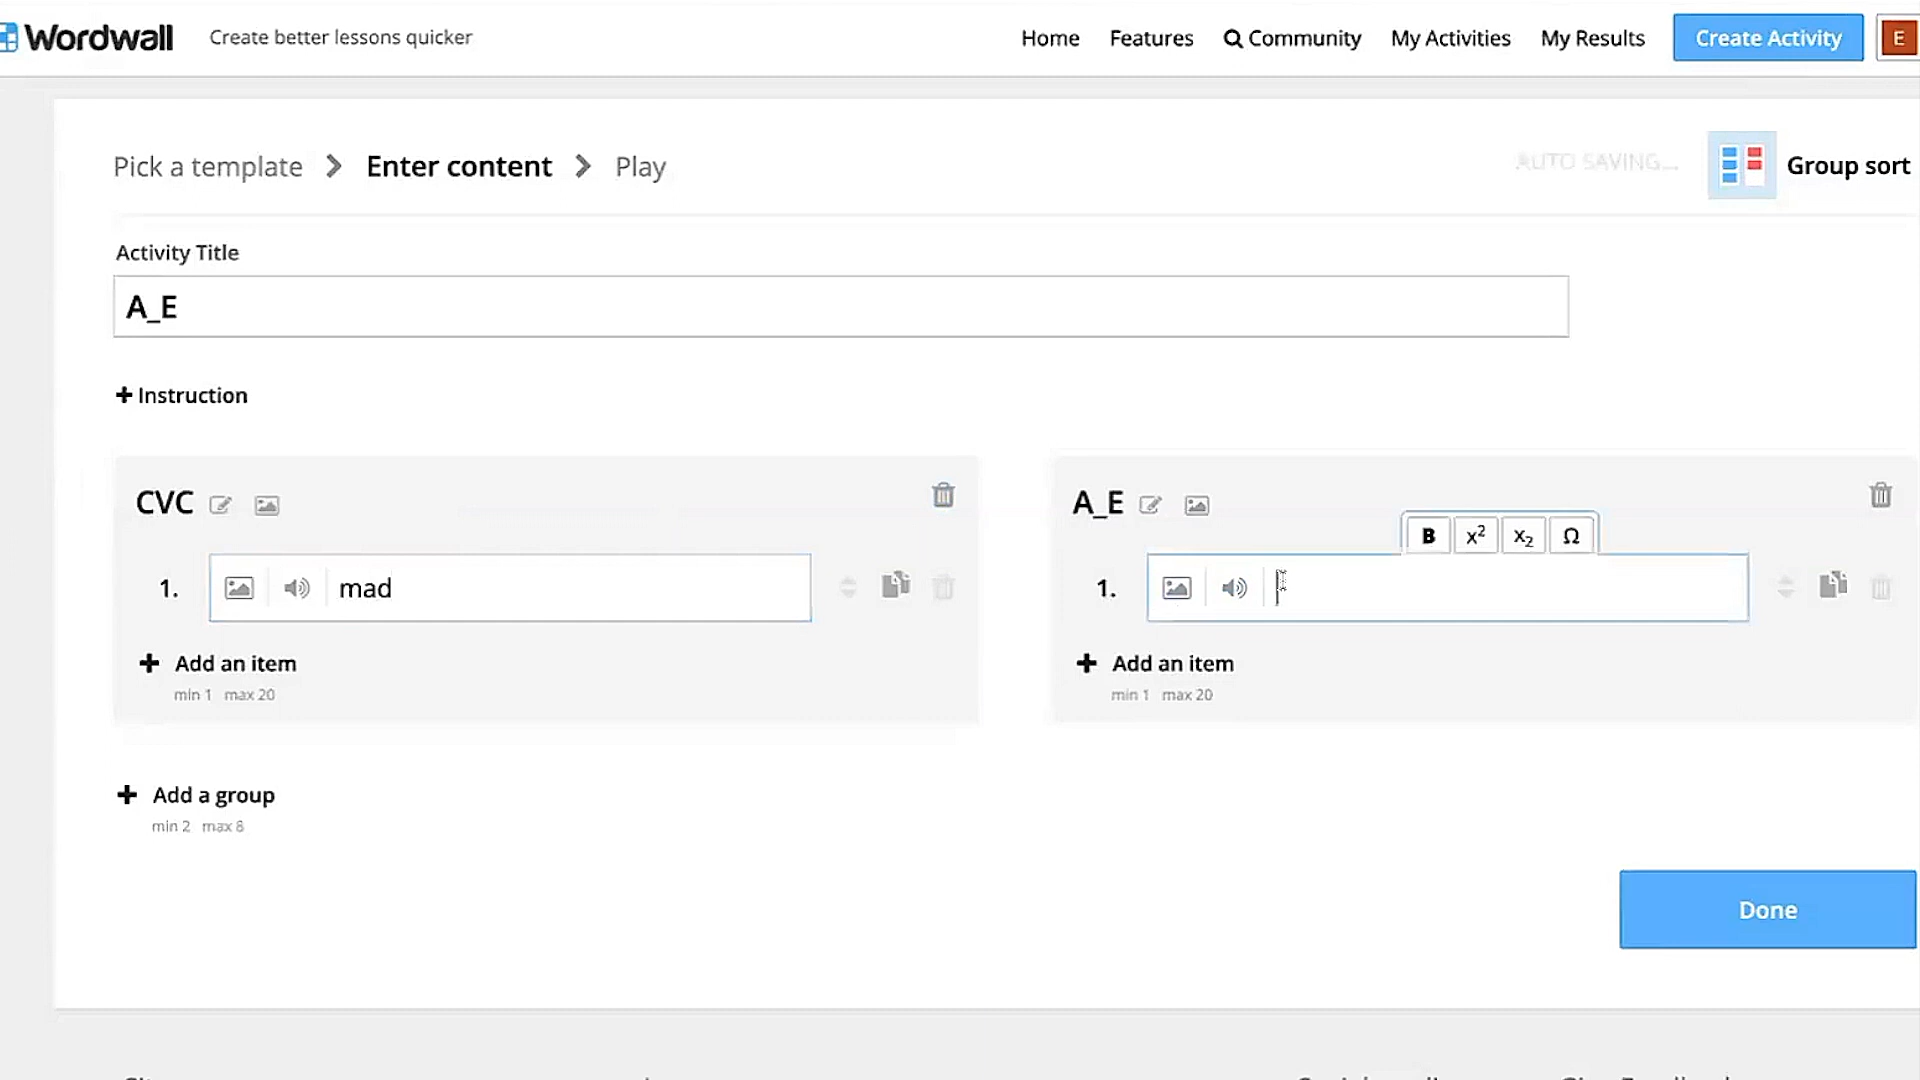 Wordwall Create better lessons quicker Home Features Community My Activities My Results Create Activity E
Pick a template Enter content Play AUTO SAVING... Group sort
Activity Title
A_E
+ Instruction
CVC
1. mad
+ Add an item
min 1 max 20
A_E
B x² x₂ Ω
1.
+ Add an item
min 1 max 20
+ Add a group
min 2 max 8
Done